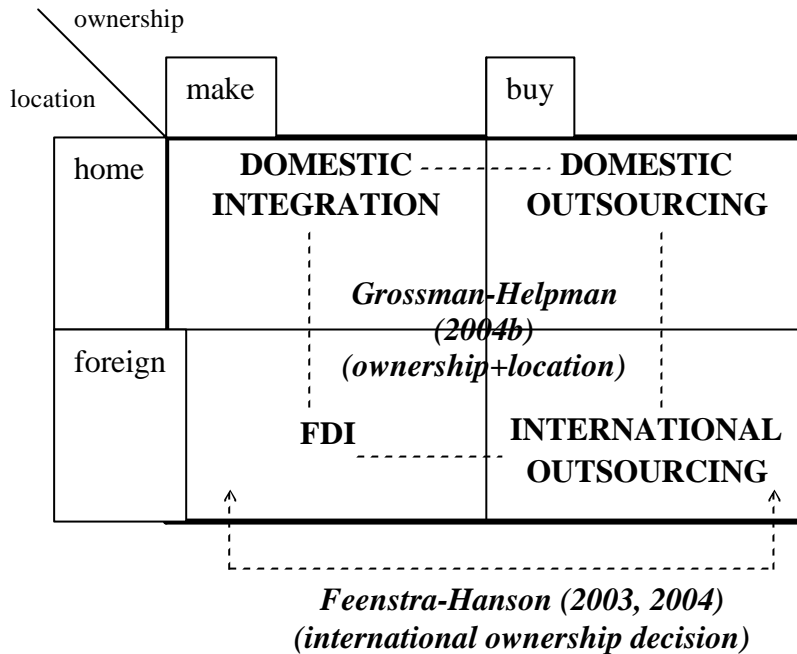 ownership
location
make
buy
home
DOMESTIC
INTEGRATION
DOMESTIC
OUTSOURCING
Grossman-Helpman
(2004b)
(ownership+location)
foreign
FDI
INTERNATIONAL
OUTSOURCING
Feenstra-Hanson (2003, 2004)
(international ownership decision)